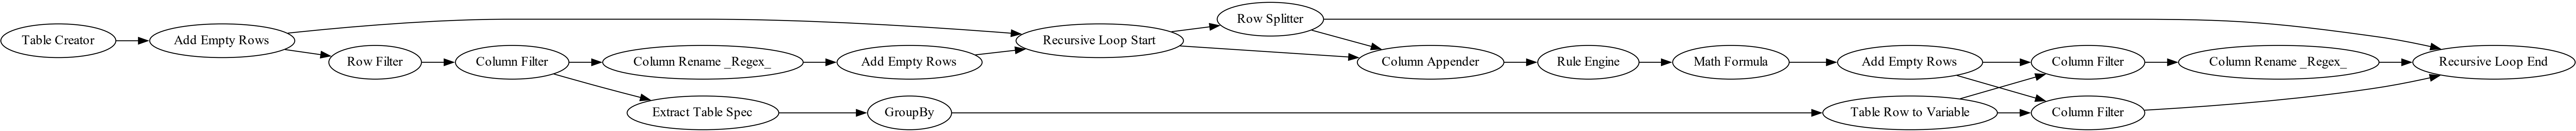 Table Creator
Add Empty Rows
Row Filter
Column Filter
Column Rename _Regex_
Add Empty Rows
Extract Table Spec
GroupBy
Recursive Loop Start
Row Splitter
Column Appender
Rule Engine
Math Formula
Add Empty Rows
Table Row to Variable
Column Filter
Column Filter
Column Rename _Regex_
Recursive Loop End